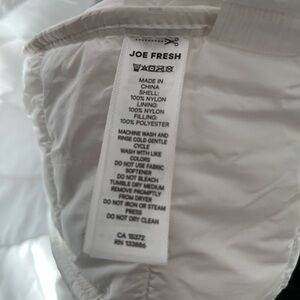 JOE FRESH
MADE IN
CHINA
SHELL:
100% NYLON
LINING:
100% NYLON
FILLING:
100% POLYESTER
MACHINE WASH AND
RINSE COLD GENTLE
CYCLE
WASH WITH LIKE
COLORS
DO NOT USE FABRIC
SOFTENER
DO NOT BLEACH
TUMBLE DRY MEDIUM
REMOVE PROMPTLY
FROM DRYER
DO NOT IRON OR STEAM
PRESS
DO NOT DRY CLEAN
CA 15272
RN 133886